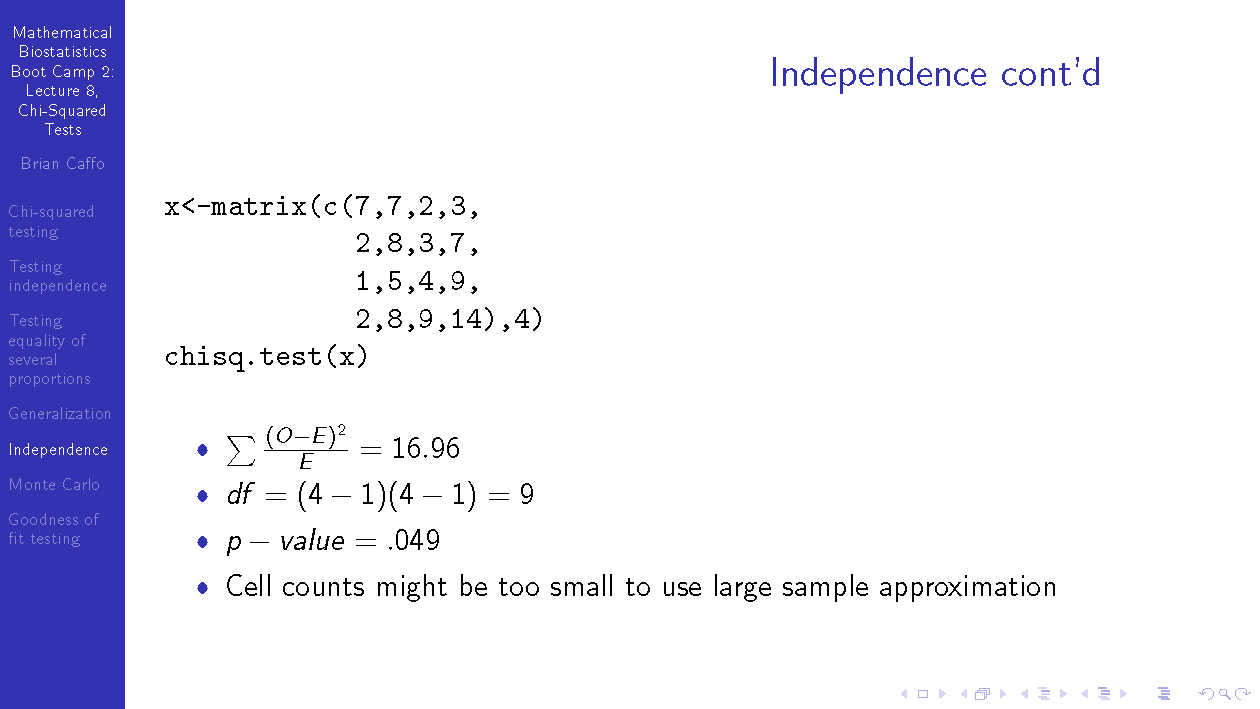 Mathematical
Biostatistics
Boot Camp 2:
Lecture 8,
Chi-Squared
Tests
Brian Caffo
Chi-squared
testing
Testing
independence
Testing
equality of
several
proportions
Generalization
Independence
Monte Carlo
Goodness of
fit testing
Independence cont'd
x<-matrix(c(7,7,2,3,
2,8,3,7,
1,5,4,9,
2,8,9,14),4)
chisq.test(x)
• ∑ (O−E)²/E = 16.96
• df = (4 − 1)(4 − 1) = 9
• p − value = .049
• Cell counts might be too small to use large sample approximation